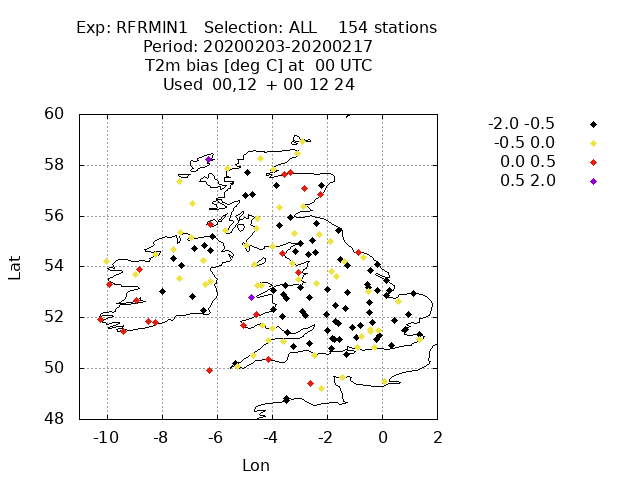 Exp: RFRMIN1 Selection: ALL 154 stations
Period: 20200203-20200217
T2m bias [deg C] at 00 UTC
Used 00,12 + 00 12 24
-2.0 -0.5
-0.5 0.0
0.0 0.5
0.5 2.0
60
58
56
54
52
50
48
Lat
-10 -8 -6 -4 -2 0 2
Lon